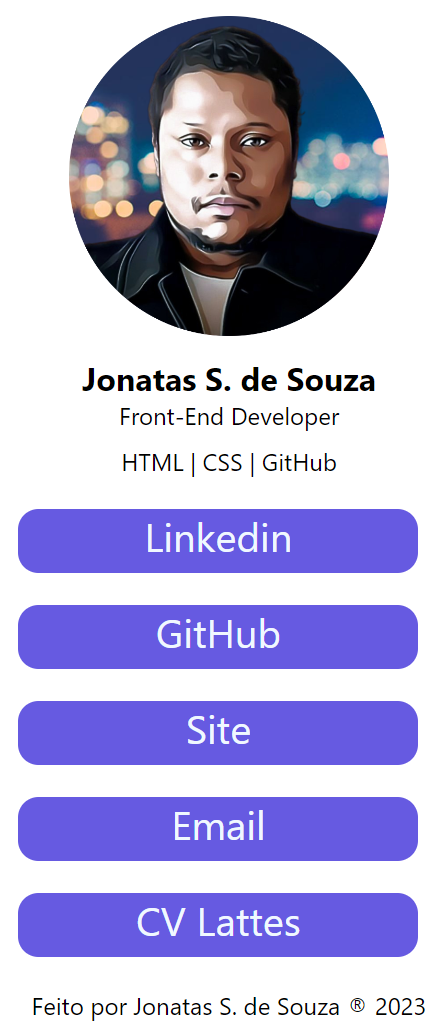 Jonatas S. de Souza
Front-End Developer
HTML | CSS | GitHub
Linkedin
GitHub
Site
Email
CV Lattes
Feito por Jonatas S. de Souza ® 2023